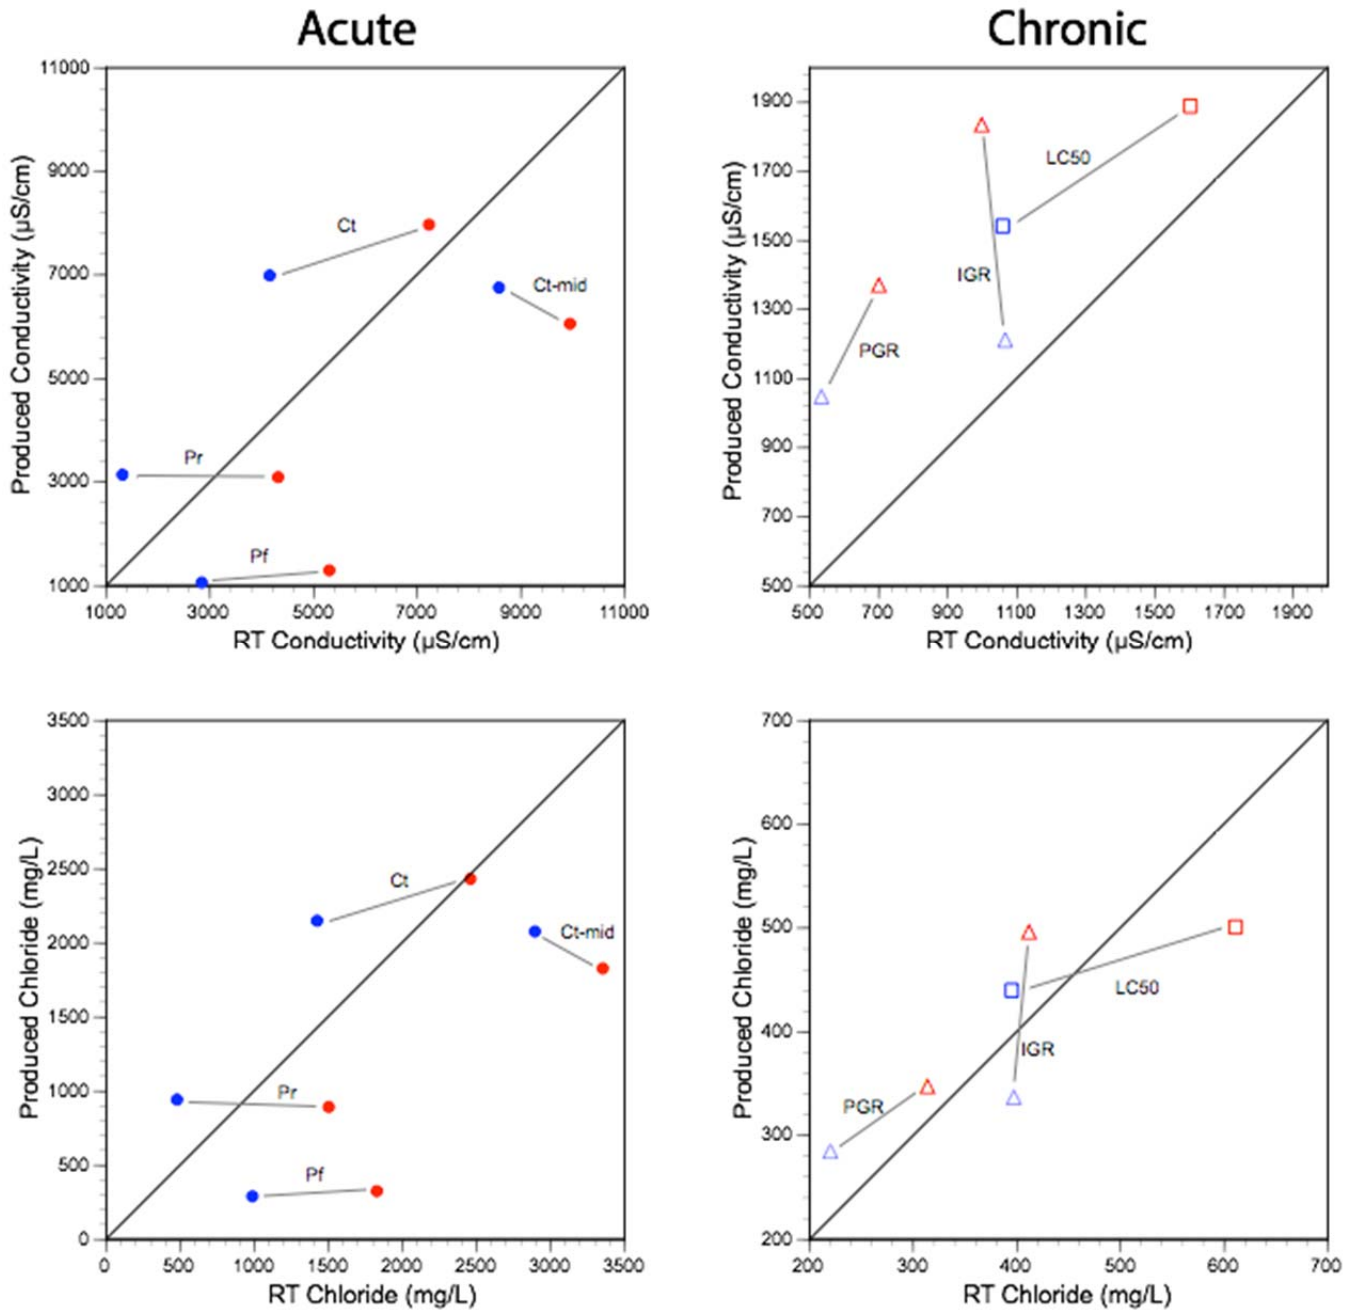 Acute
Chronic
11000
9000
7000
5000
3000
1000
Produced Conductivity (µS/cm)
Ct
Ct-mid
Pr
Pf
1000 3000 5000 7000 9000 11000
RT Conductivity (µS/cm)
1900
1700
1500
1300
1100
900
700
500
Produced Conductivity (µS/cm)
LC50
IGR
PGR
500 700 900 1100 1300 1500 1700 1900
RT Conductivity (µS/cm)
3500
3000
2500
2000
1500
1000
500
0
Produced Chloride (mg/L)
Ct
Ct-mid
Pr
Pf
0 500 1000 1500 2000 2500 3000 3500
RT Chloride (mg/L)
700
600
500
400
300
200
Produced Chloride (mg/L)
LC50
IGR
PGR
200 300 400 500 600 700
RT Chloride (mg/L)